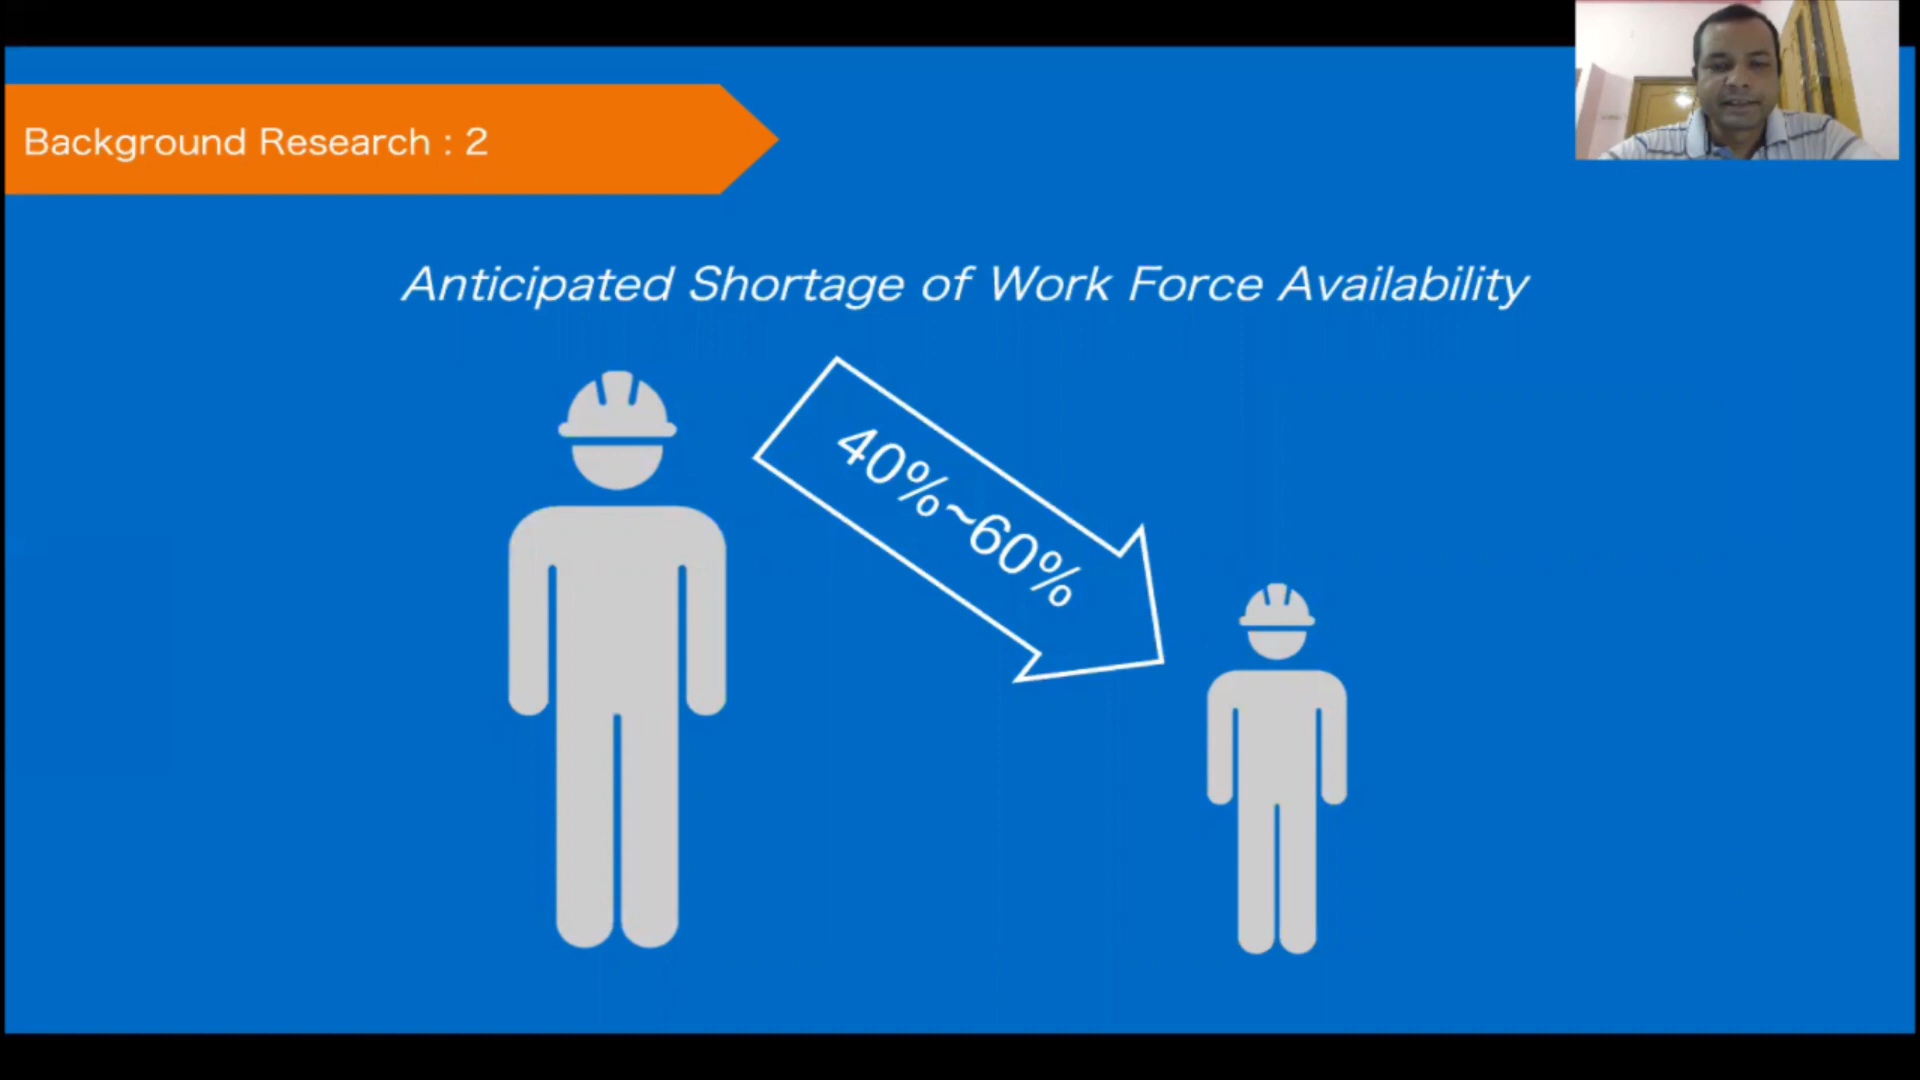 Background Research : 2
Anticipated Shortage of Work Force Availability
40%~60%